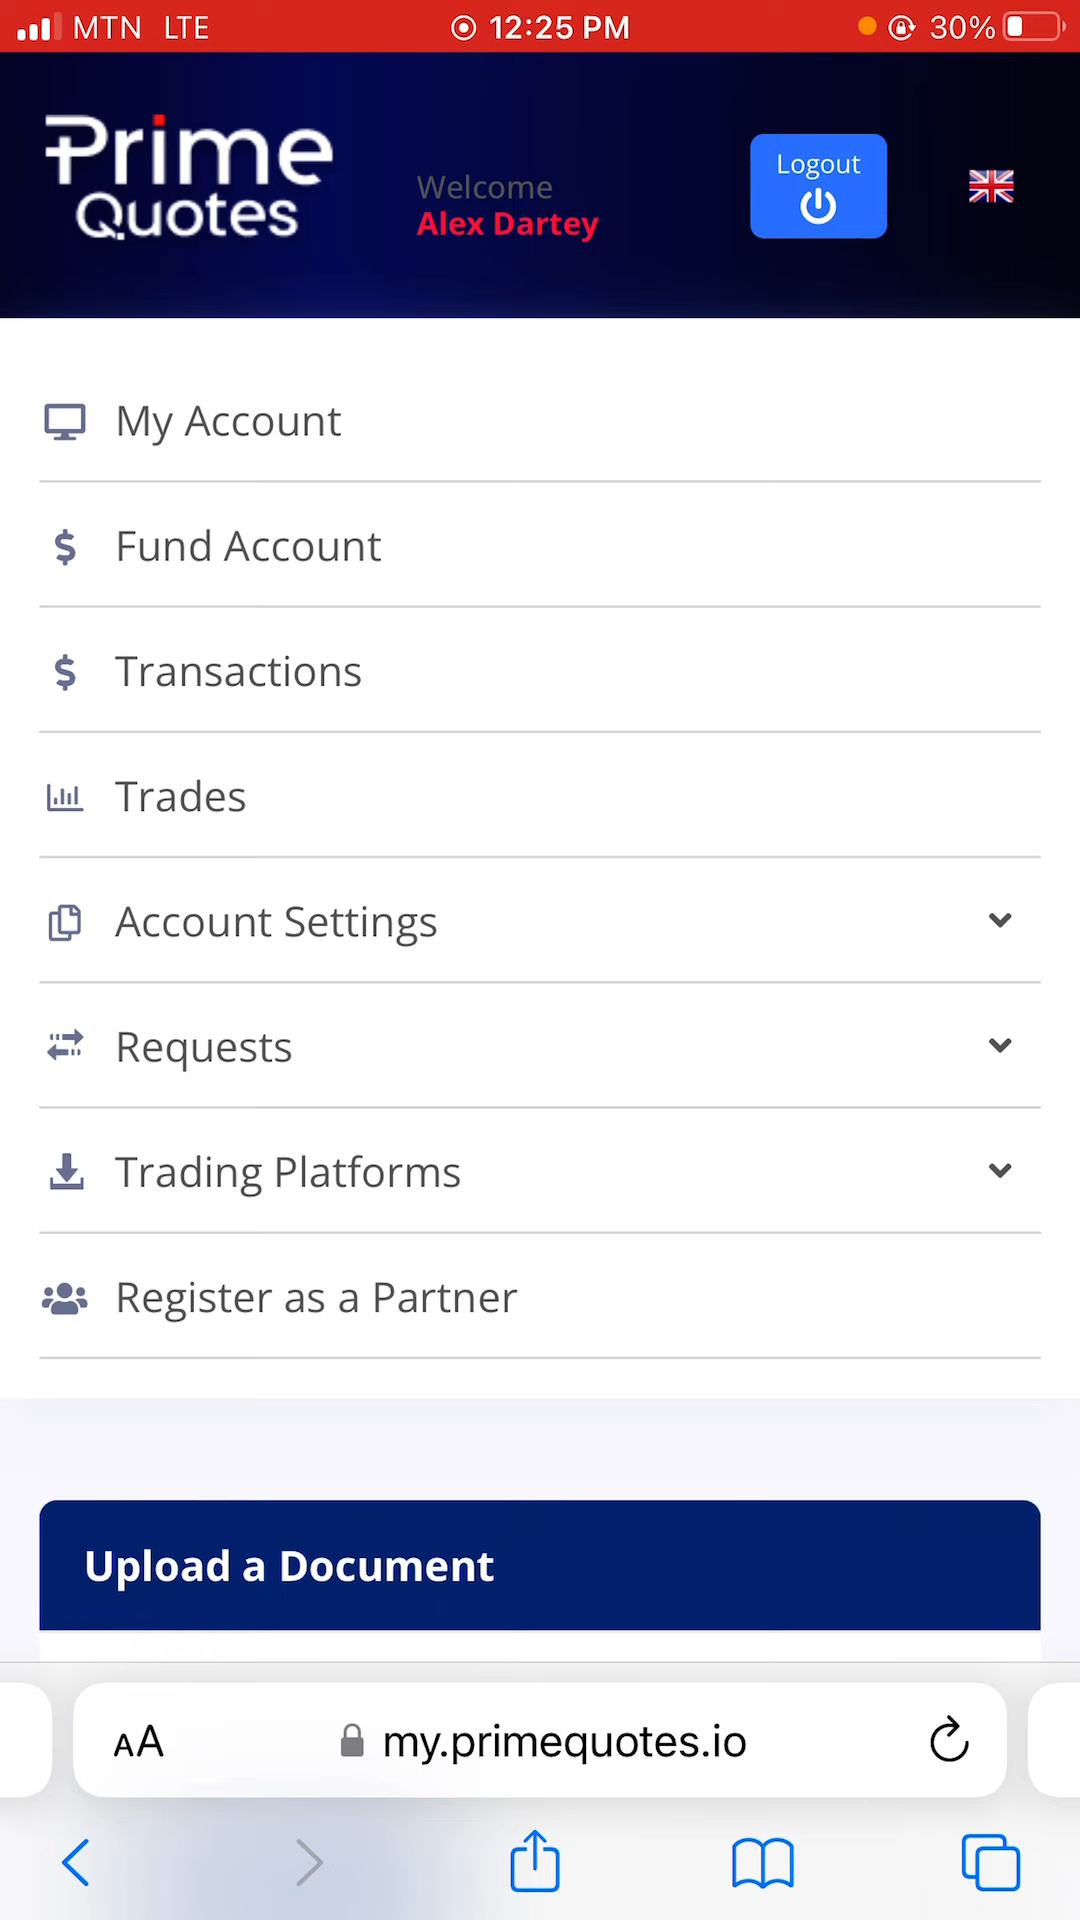 MTN LTE 12:25 PM 30%
Prime
Quotes
Welcome
Alex Dartey
Logout
My Account
Fund Account
Transactions
Trades
Account Settings
Requests
Trading Platforms
Register as a Partner
Upload a Document
AA my.primequotes.io